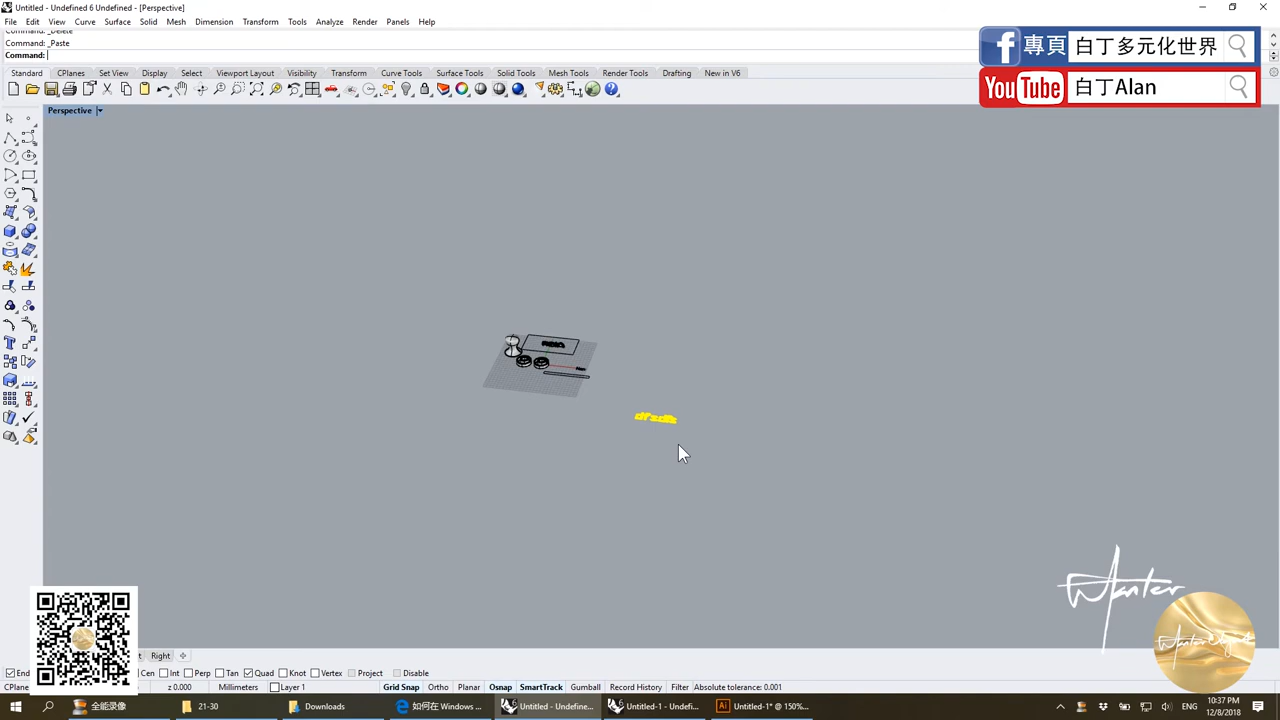 Untitled - Undefined 6 Undefined - [Perspective]
File Edit View Curve Surface Solid Mesh Dimension Transform Tools Analyze Render Panels Help
Command: _Delete
Command: _Paste
Command:
專頁 白丁多元化世界
YouTube 白丁Alan
Standard CPlanes Set View Display Select Viewport Layout Visibility Transform Curve Tools Surface Tools Solid Tools Mesh Tools Render Tools Drafting New in V6
Perspective
dfsdfs
Wanter
Right
End Cen Int Perp Tan Quad Knot Vertex Project Disable
CPlane z 0.000 Millimeters Layer 1 Grid Snap Ortho Planar Osnap SmartTrack Gumball Record History Filter Absolute tolerance: 0.001
全能录像 21-30 Downloads 如何在 Windows ... Untitled - Undefine... Untitled-1 - Undefi... Untitled-1* @ 150%... ENG 10:37 PM
12/8/2018